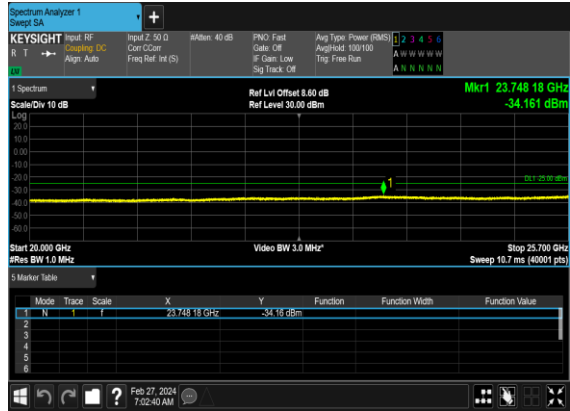 Spectrum Analyzer 1
Swept SA
+
KEYSIGHT Input: RF Input Z: 50 Ω #Atten: 40 dB PNO: Fast Avg Type: Power (RMS) 1 2 3 4 5 6
R T Coupling: DC Corr CCorr Gate: Off Avg|Hold: 100/100 A W W W W W
Align: Auto Freq Ref: Int (S) IF Gain: Low Trig: Free Run
Sig Track: Off A N N N N N
1 Spectrum Ref Lvl Offset 8.60 dB Mkr1 23.748 18 GHz
Scale/Div 10 dB Ref Level 30.00 dBm -34.161 dBm
Log
20.0
10.0
0.00
-10.0
-20.0
DL1 -25.00 dBm
1
-30.0
-40.0
-50.0
-60.0
Start 20.000 GHz Video BW 3.0 MHz* Stop 25.700 GHz
#Res BW 1.0 MHz Sweep 10.7 ms (40001 pts)
5 Marker Table
Mode Trace Scale X Y Function Function Width Function Value
1 N 1 f 23.748 18 GHz -34.16 dBm
2
3
4
5
6
? Feb 27, 2024
7:02:40 AM